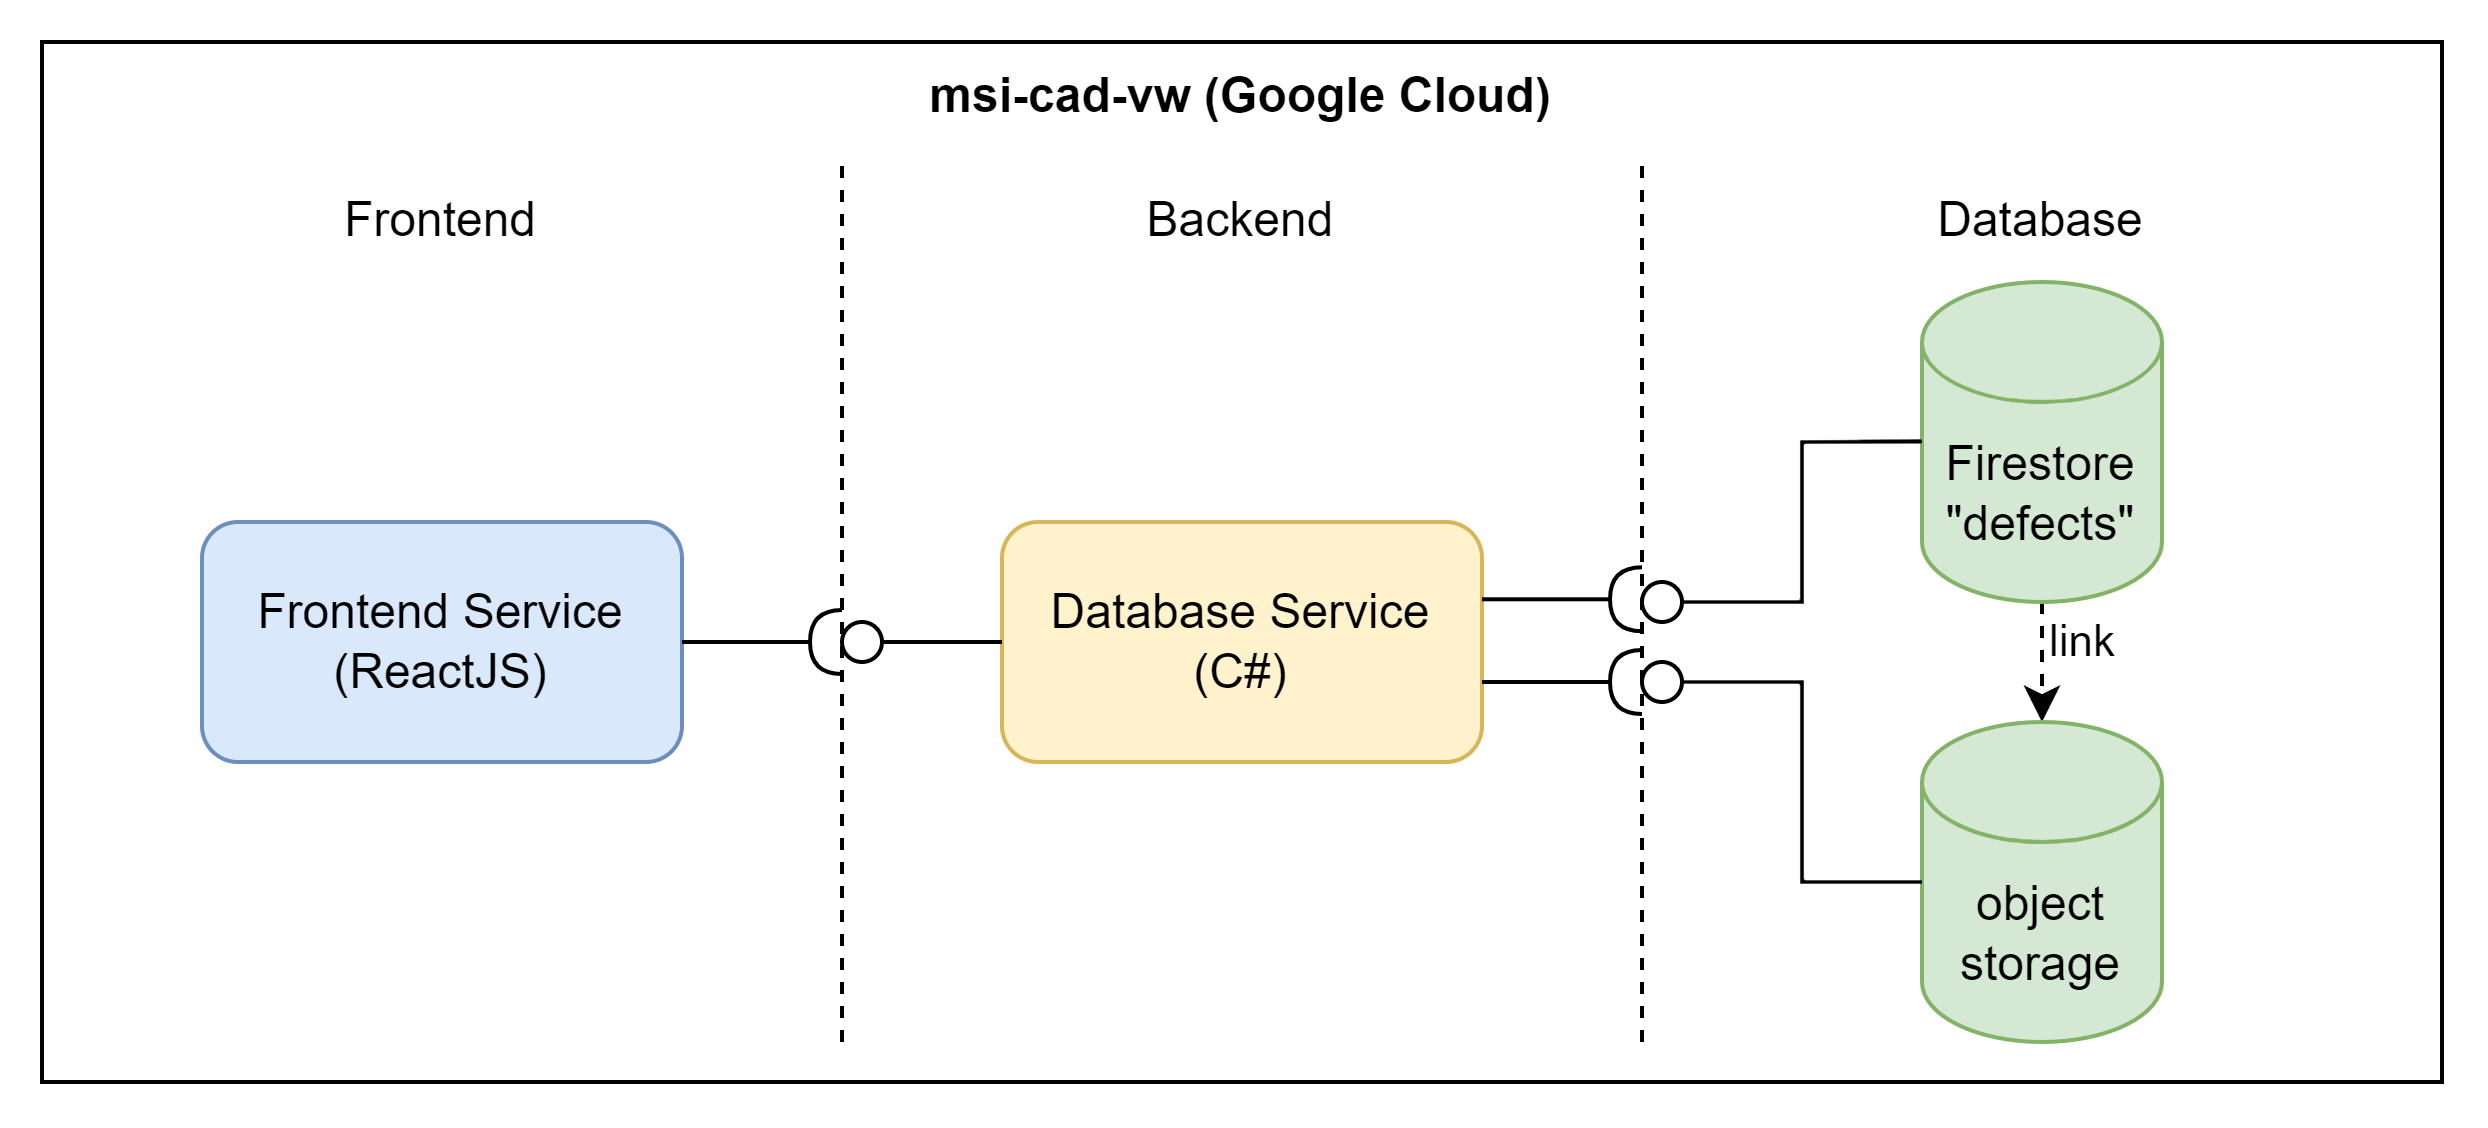 msi-cad-vw (Google Cloud)
Frontend
Backend
Database
Frontend Service
(ReactJS)
Database Service
(C#)
Firestore
"defects"
link
object
storage